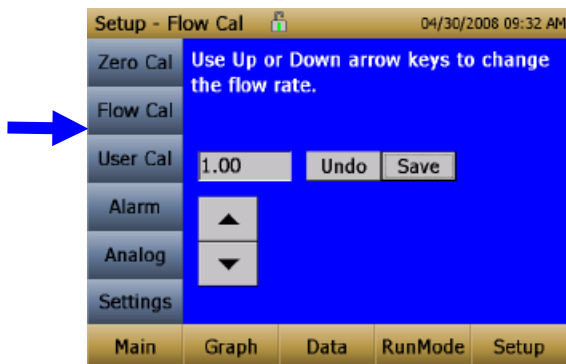 Setup - Flow Cal 04/30/2008 09:32 AM
Zero Cal
Use Up or Down arrow keys to change
the flow rate.
Flow Cal
User Cal
1.00 Undo Save
Alarm
Analog
Settings
Main Graph Data RunMode Setup